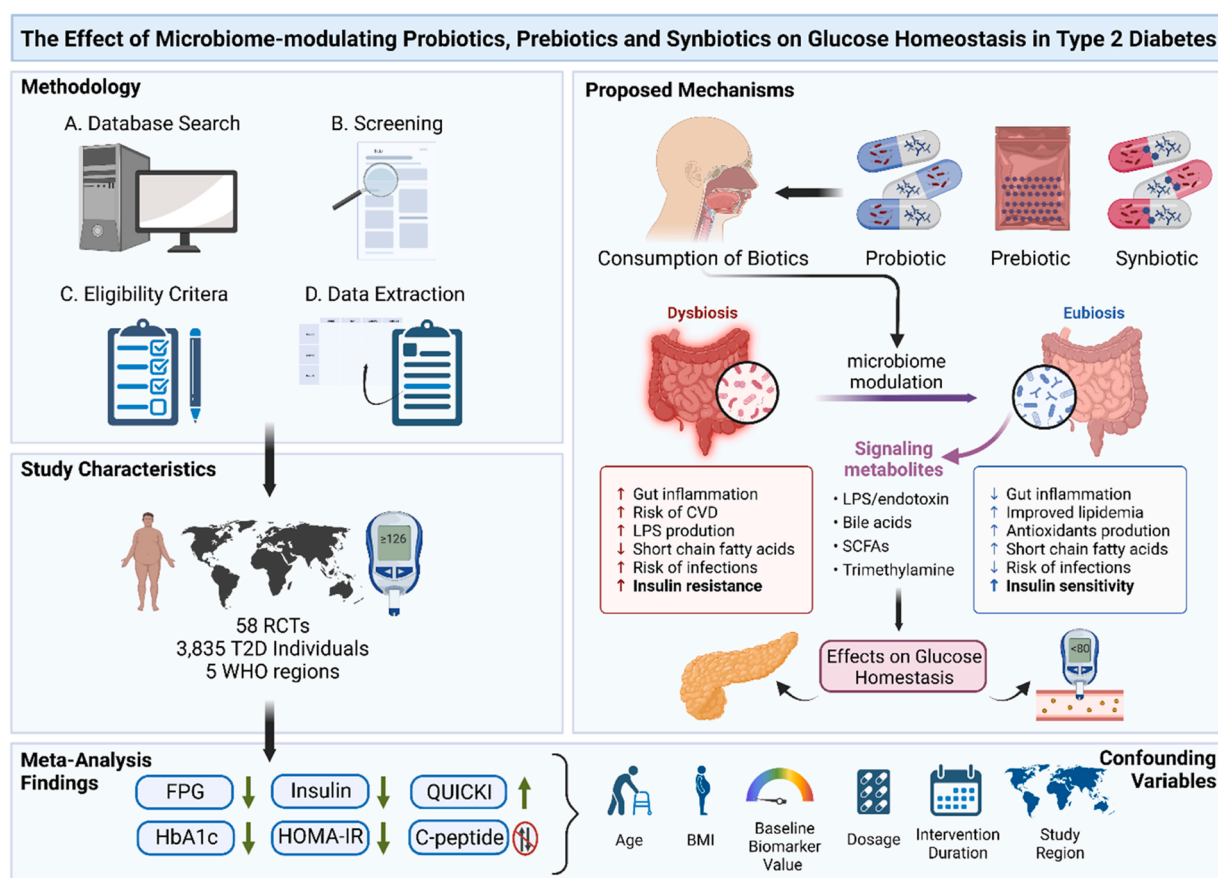 The Effect of Microbiome-modulating Probiotics, Prebiotics and Synbiotics on Glucose Homeostasis in Type 2 Diabetes
Methodology
A. Database Search
B. Screening
C. Eligibility Critera
D. Data Extraction
Study Characteristics
≥126
58 RCTs
3,835 T2D Individuals
5 WHO regions
Proposed Mechanisms
Consumption of Biotics
Probiotic
Prebiotic
Synbiotic
Dysbiosis
Eubiosis
microbiome
modulation
Signaling
metabolites
↑ Gut inflammation
↑ Risk of CVD
↑ LPS prodution
↓ Short chain fatty acids
↑ Risk of infections
↑ Insulin resistance
• LPS/endotoxin
• Bile acids
• SCFAs
• Trimethylamine
↓ Gut inflammation
↑ Improved lipidemia
↑ Antioxidants prodution
↑ Short chain fatty acids
↓ Risk of infections
↑ Insulin sensitivity
Effects on Glucose
Homestasis
<80
Meta-Analysis
Findings
FPG ↓
Insulin ↓
QUICKI ↑
HbA1c ↓
HOMA-IR ↓
C-peptide
Confounding
Variables
Age
BMI
Baseline
Biomarker
Value
Dosage
Intervention
Duration
Study
Region